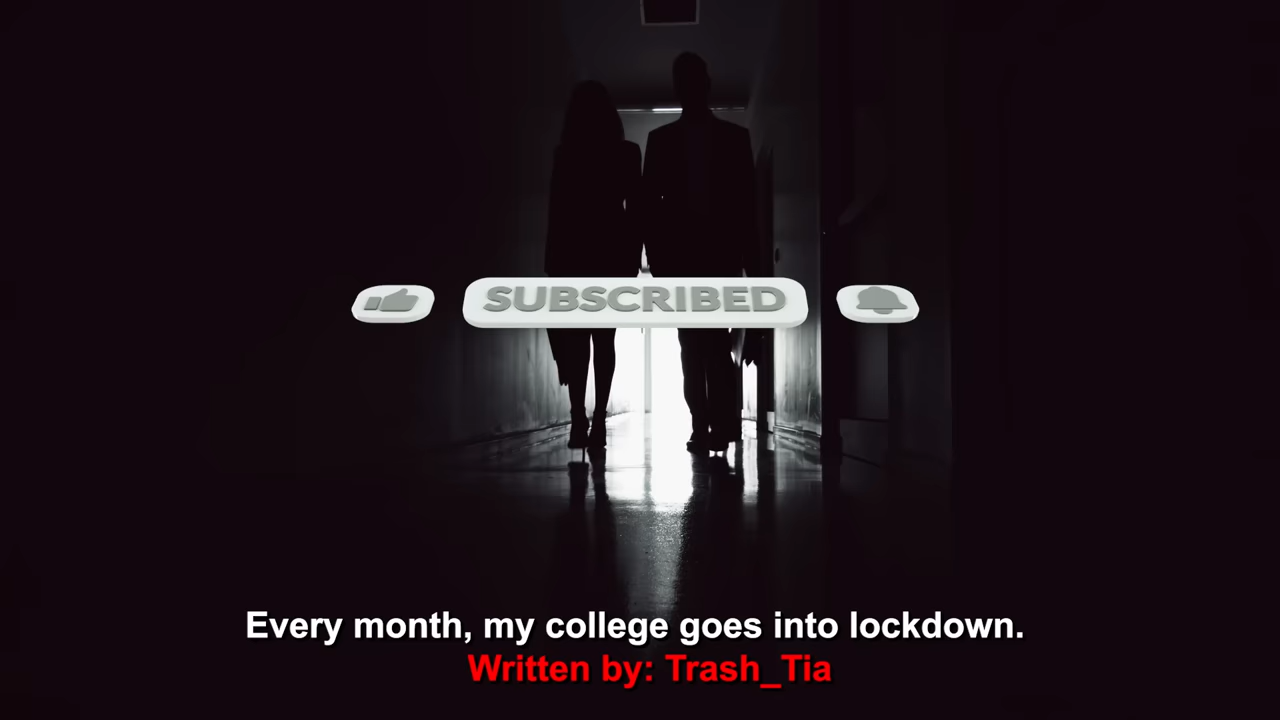 SUBSCRIBED
Every month, my college goes into lockdown.
Written by: Trash_Tia